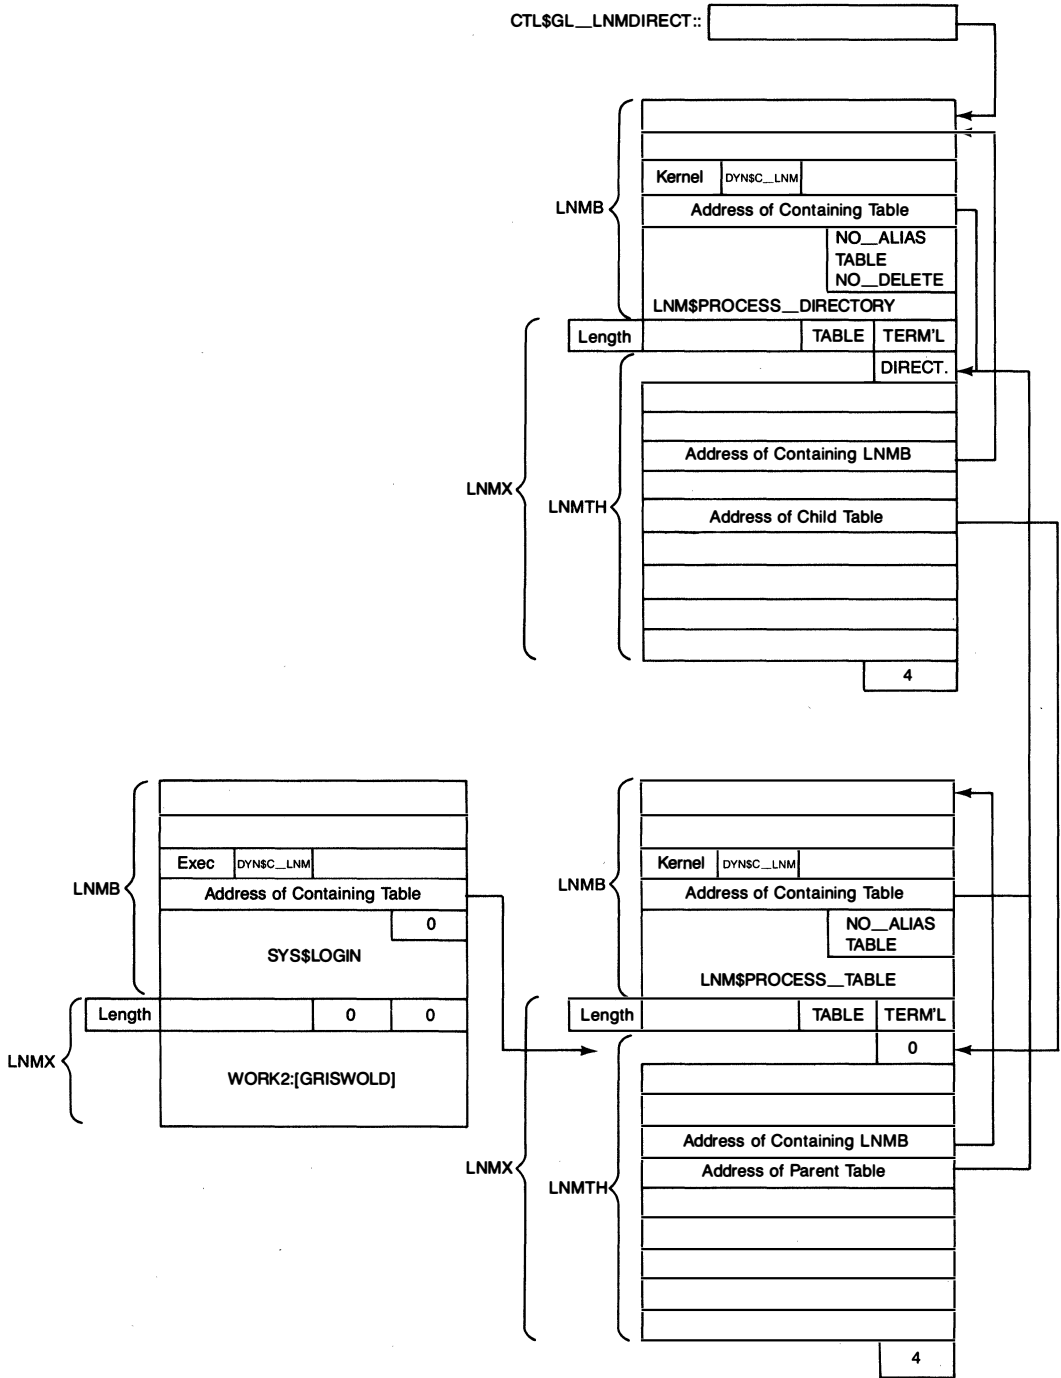 CTL$GL__LNMDIRECT::
LNMB
Kernel DYN$C__LNM
Address of Containing Table
NO__ALIAS
TABLE
NO__DELETE
LNM$PROCESS__DIRECTORY
LNMX
Length TABLE TERM'L
LNMTH
DIRECT.
Address of Containing LNMB
Address of Child Table
4
LNMB
Exec DYN$C__LNM
Address of Containing Table
0
SYS$LOGIN
LNMX
Length 0 0
WORK2:[GRISWOLD]
LNMB
Kernel DYN$C__LNM
Address of Containing Table
NO__ALIAS
TABLE
LNM$PROCESS__TABLE
LNMX
Length TABLE TERM'L
LNMTH
0
Address of Containing LNMB
Address of Parent Table
4